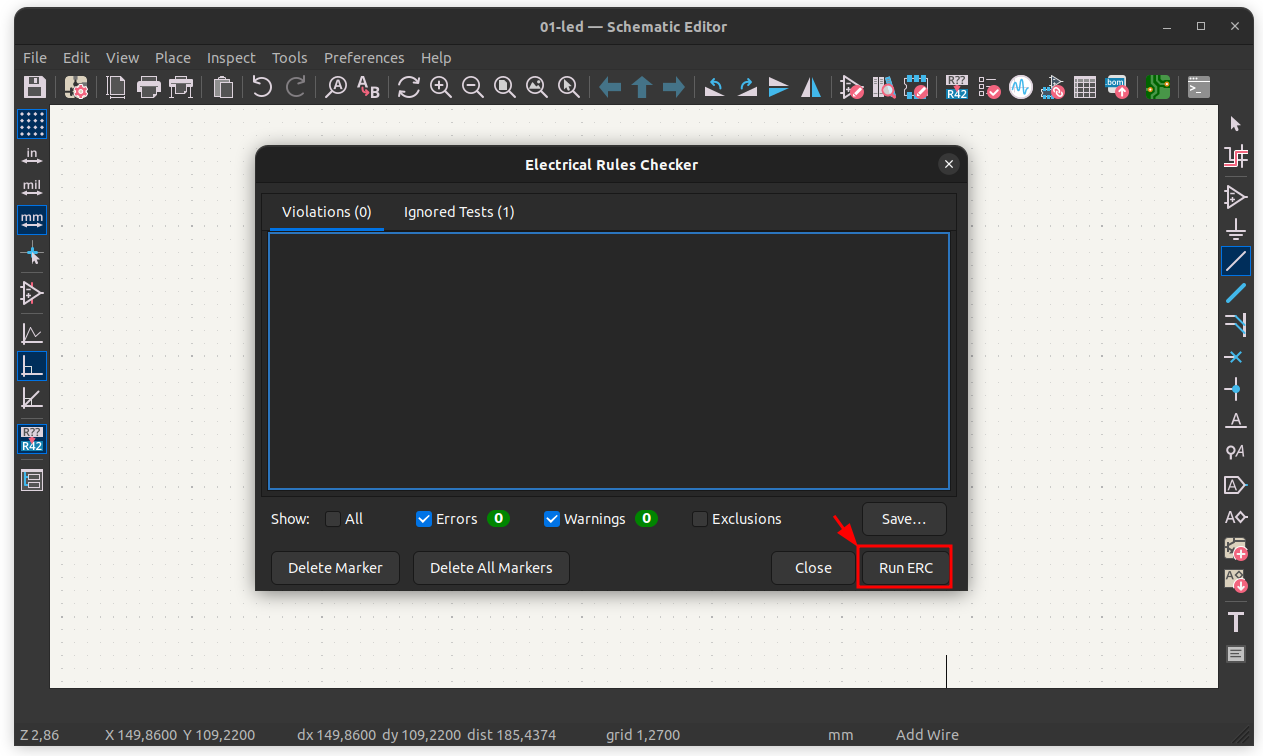 01-led — Schematic Editor
File Edit View Place Inspect Tools Preferences Help
A A B R?? R42 bom >_
in
mil
mm
R??
R42
Electrical Rules Checker
Violations (0) Ignored Tests (1)
Show: All Errors 0 Warnings 0 Exclusions Save...
Delete Marker Delete All Markers Close Run ERC
A
A
A
A
A
T
Z 2,86 X 149,8600 Y 109,2200 dx 149,8600 dy 109,2200 dist 185,4374 grid 1,2700 mm Add Wire